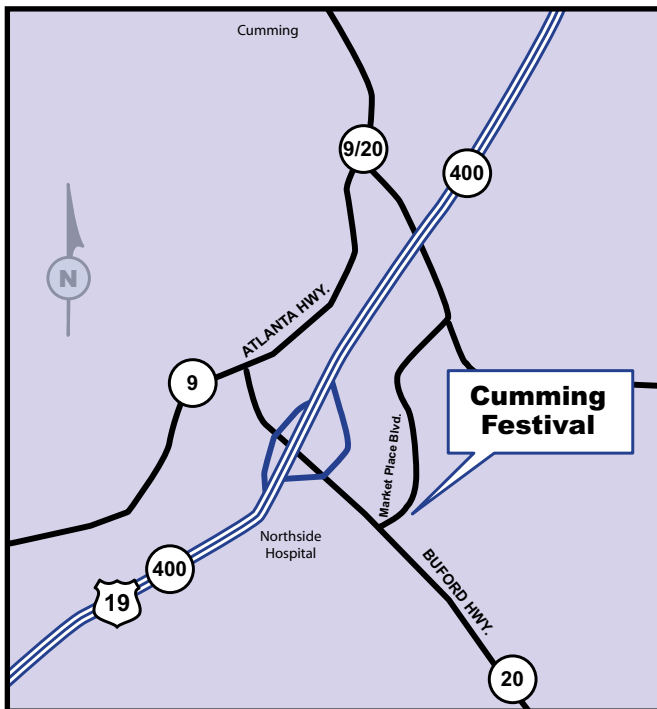 Cumming
9/20
400
N
ATLANTA HWY.
9
Cumming
Festival
Market Place Blvd.
Northside
Hospital
BUFORD HWY.
400
19
20